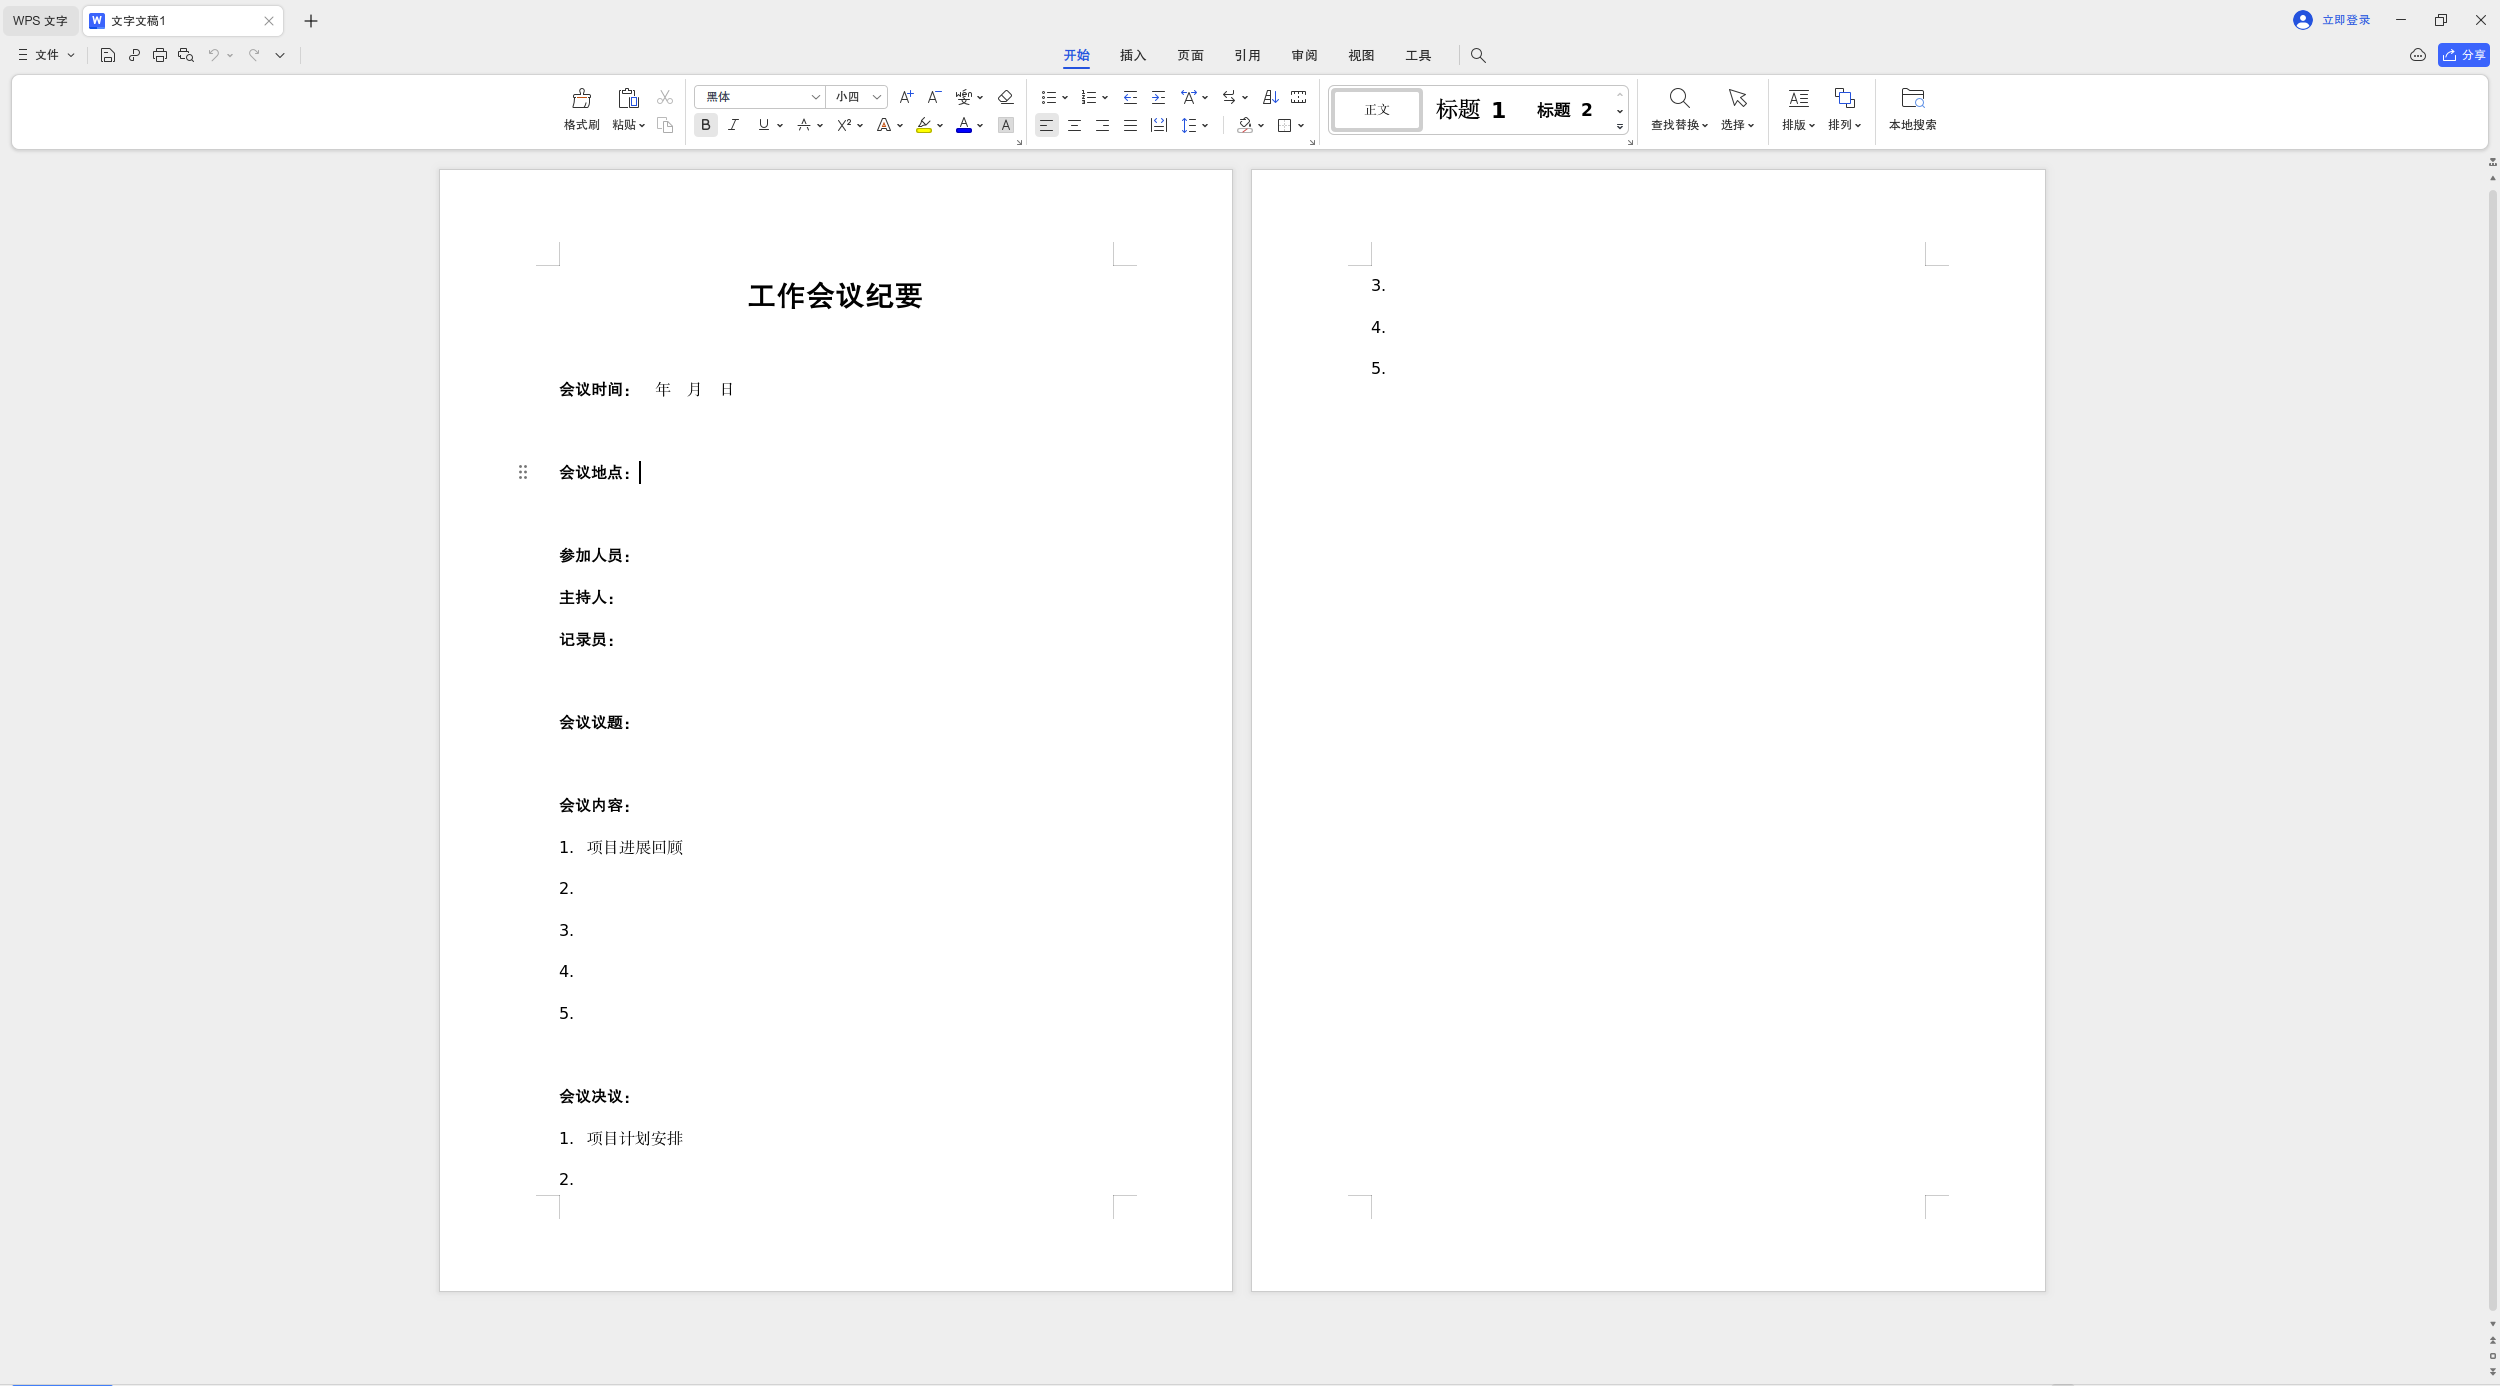 WPS 文字
文字文稿1
立即登录
文件
开始 插入 页面 引用 审阅 视图 工具
分享
格式刷
粘贴
黑体
小四
wén
变
B I U A X² A A A
正文
标题 1
标题 2
查找替换
选择
排版
排列
本地搜索
工作会议纪要
会议时间： 年 月 日
会议地点：
参加人员：
主持人：
记录员：
会议议题：
会议内容：
1. 项目进展回顾
2.
3.
4.
5.
会议决议：
1. 项目计划安排
2.
3.
4.
5.